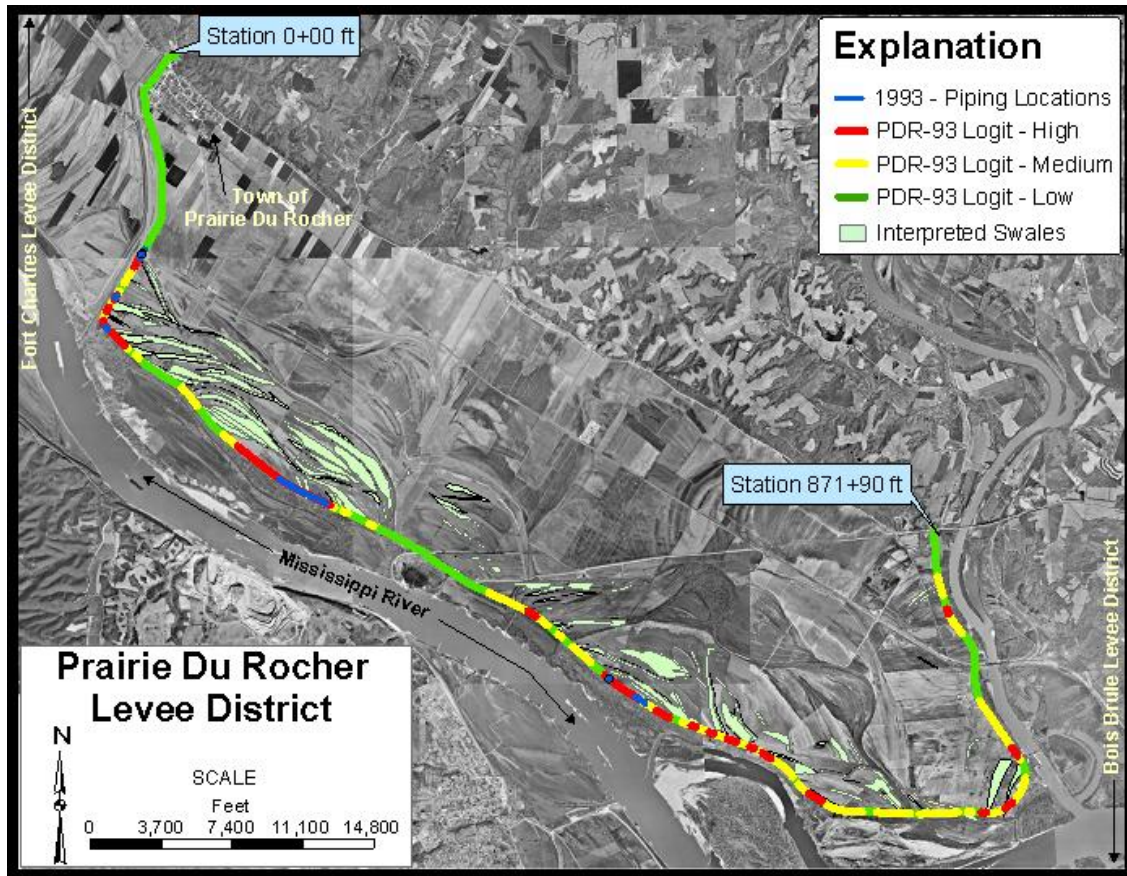 Station 0+00 ft
Explanation
1993 - Piping Locations
PDR-93 Logit - High
PDR-93 Logit - Medium
PDR-93 Logit - Low
Interpreted Swales
Fort Chartres Levee District
Town of
Prairie Du Rocher
Station 871+90 ft
Mississippi River
Bois Brule Levee District
Prairie Du Rocher
Levee District
N
SCALE
Feet
0 3,700 7,400 11,100 14,800